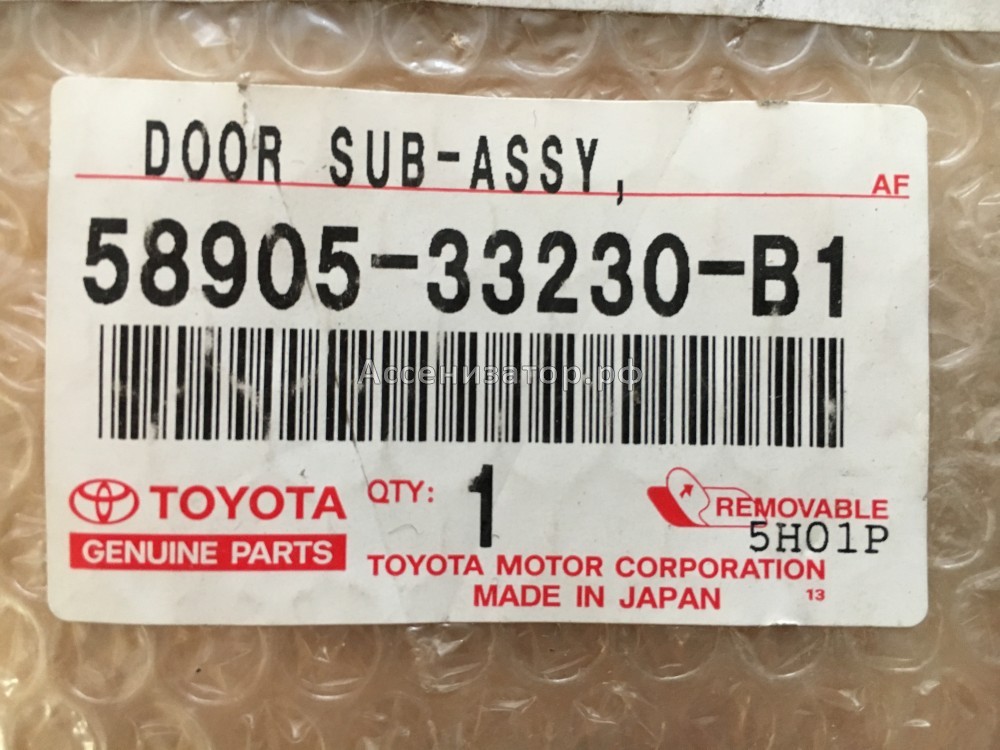 DOOR SUB-ASSY,
AF
58905-33230-B1
Ассенизатор.рф
TOYOTA
GENUINE PARTS
QTY: 1
REMOVABLE
5H01P
TOYOTA MOTOR CORPORATION
MADE IN JAPAN 13